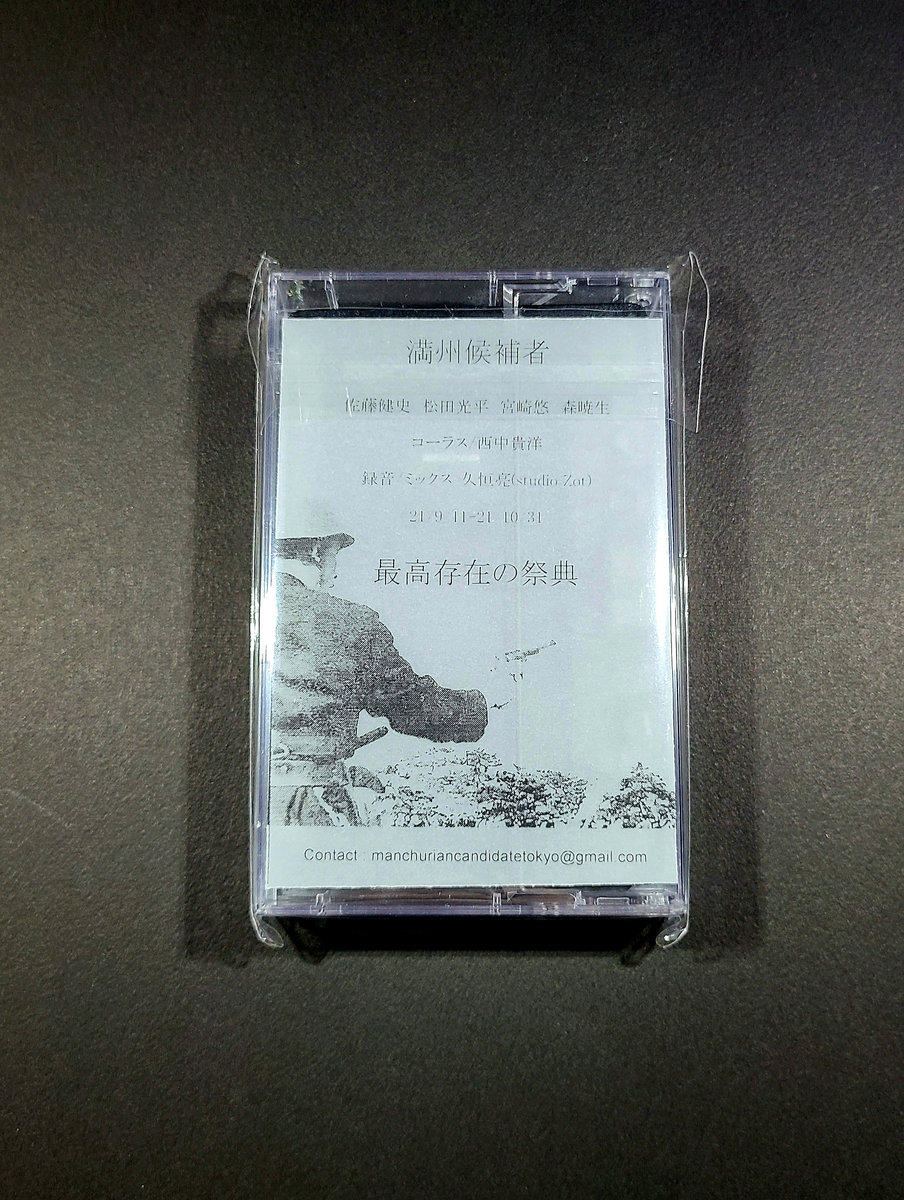 満州候補者
佐藤健史 松田光平 宮崎悠 森暁生
コーラス/西中貴洋
録音/ミックス 久恒亮(studio Zot)
21/9/11-21/10/31
最高存在の祭典
Contact : manchuriancandidatetokyo@gmail.com